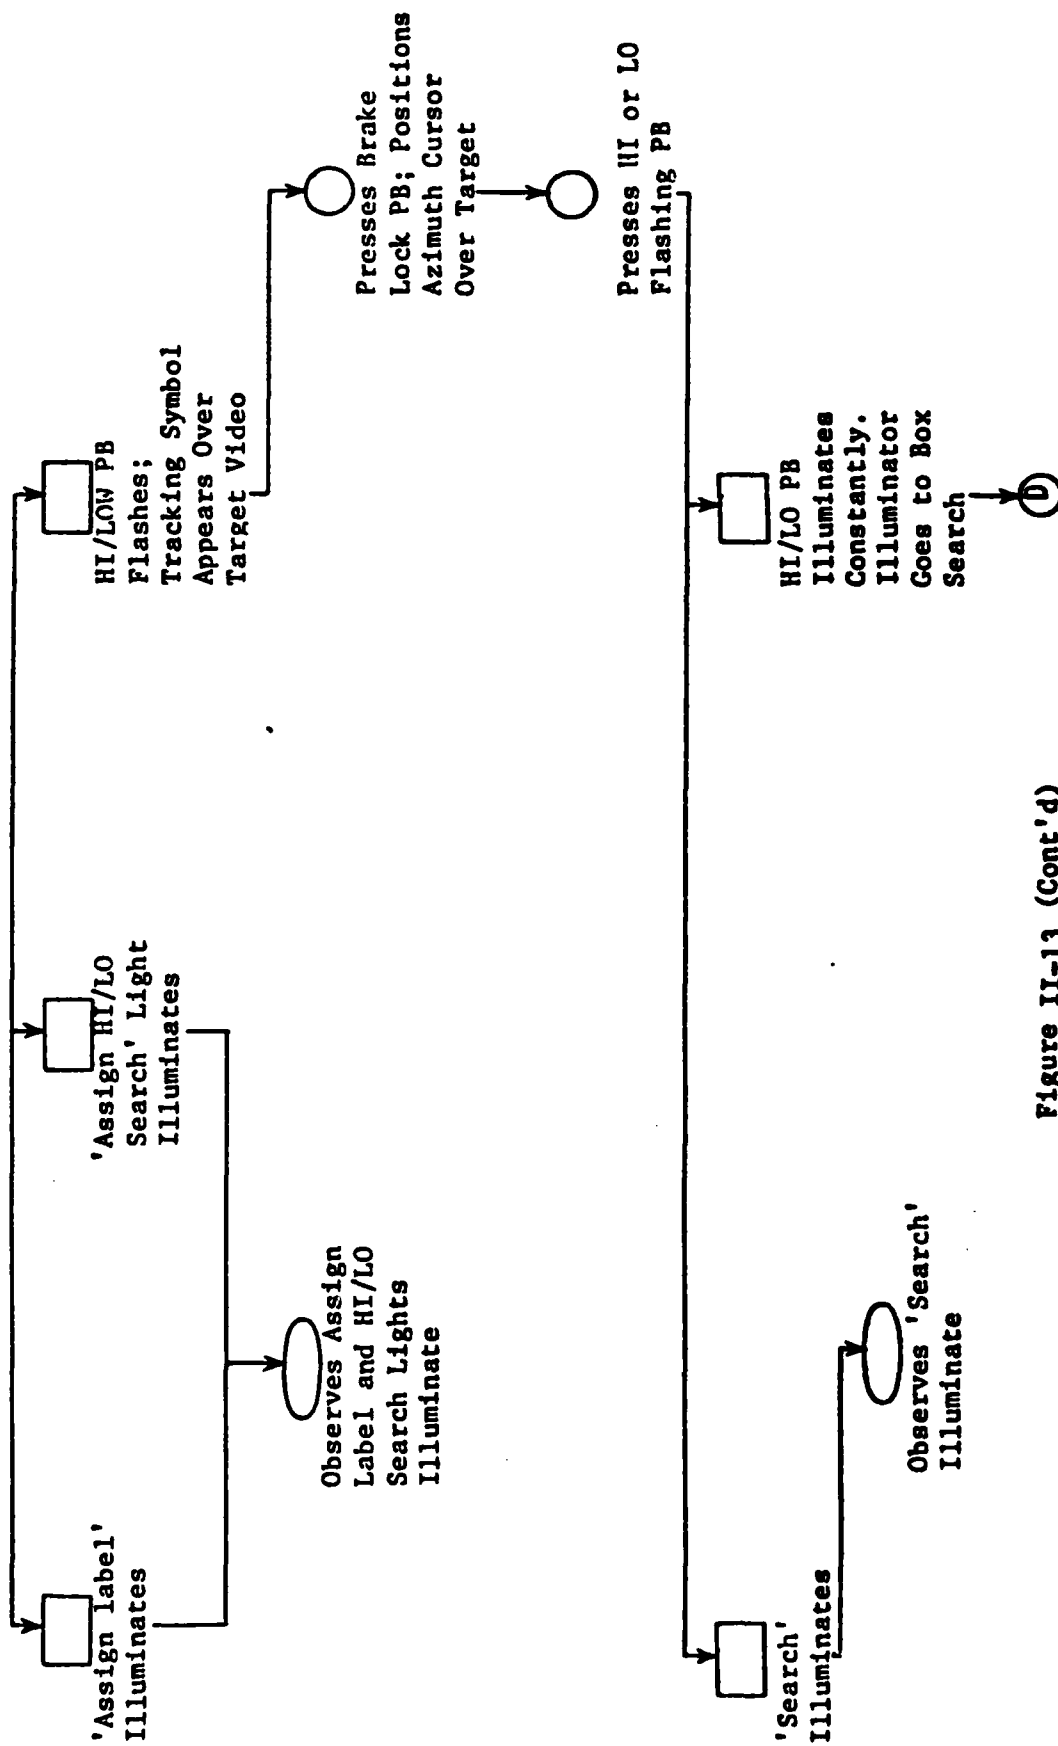 'Assign label'
Illuminates
'Assign HI/LO
Search' Light
Illuminates
HI/LOW PB
Flashes;
Tracking Symbol
Appears Over
Target Video
Observes Assign
Label and HI/LO
Search Lights
Illuminate
Presses Brake
Lock PB; Positions
Azimuth Cursor
Over Target
Presses HI or LO
Flashing PB
'Search'
Illuminates
HI/LO PB
Illuminates
Constantly.
Illuminator
Goes to Box
Search
Observes 'Search'
Illuminate
D
Figure II-13 (Cont'd)